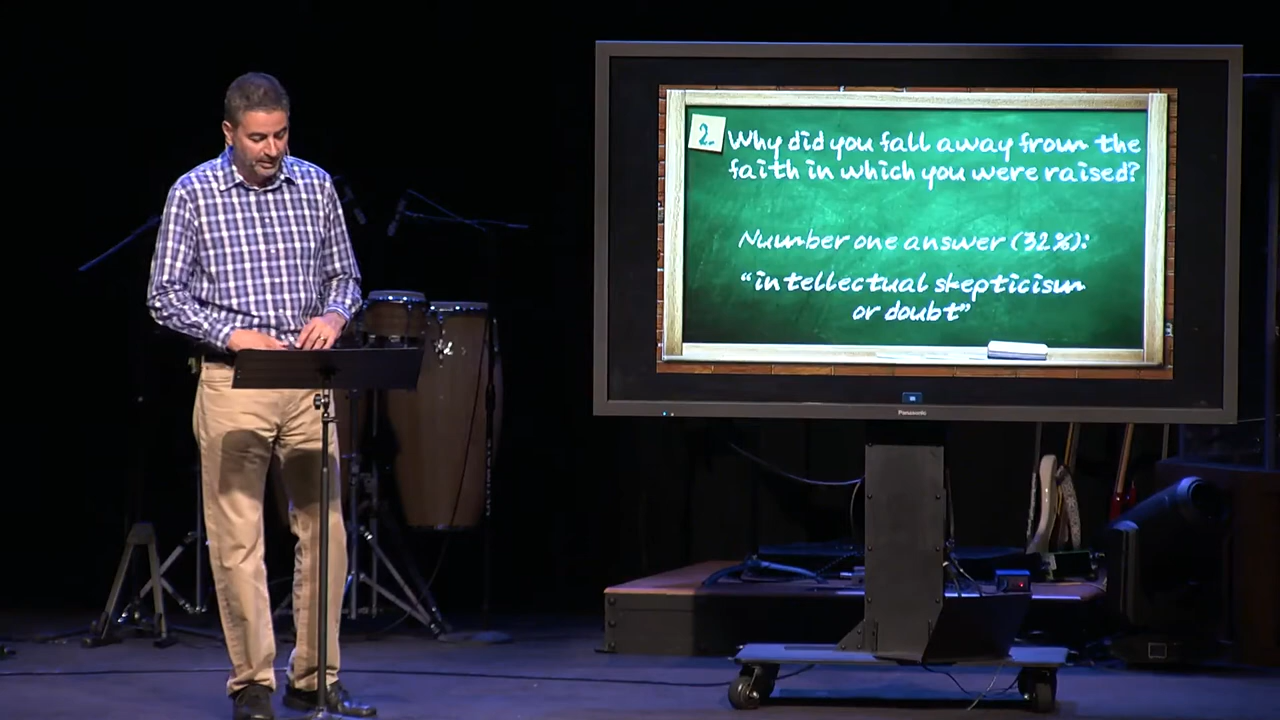 2. Why did you fall away from the
faith in which you were raised?
Number one answer (32%):
"intellectual skepticism
or doubt"
Panasonic